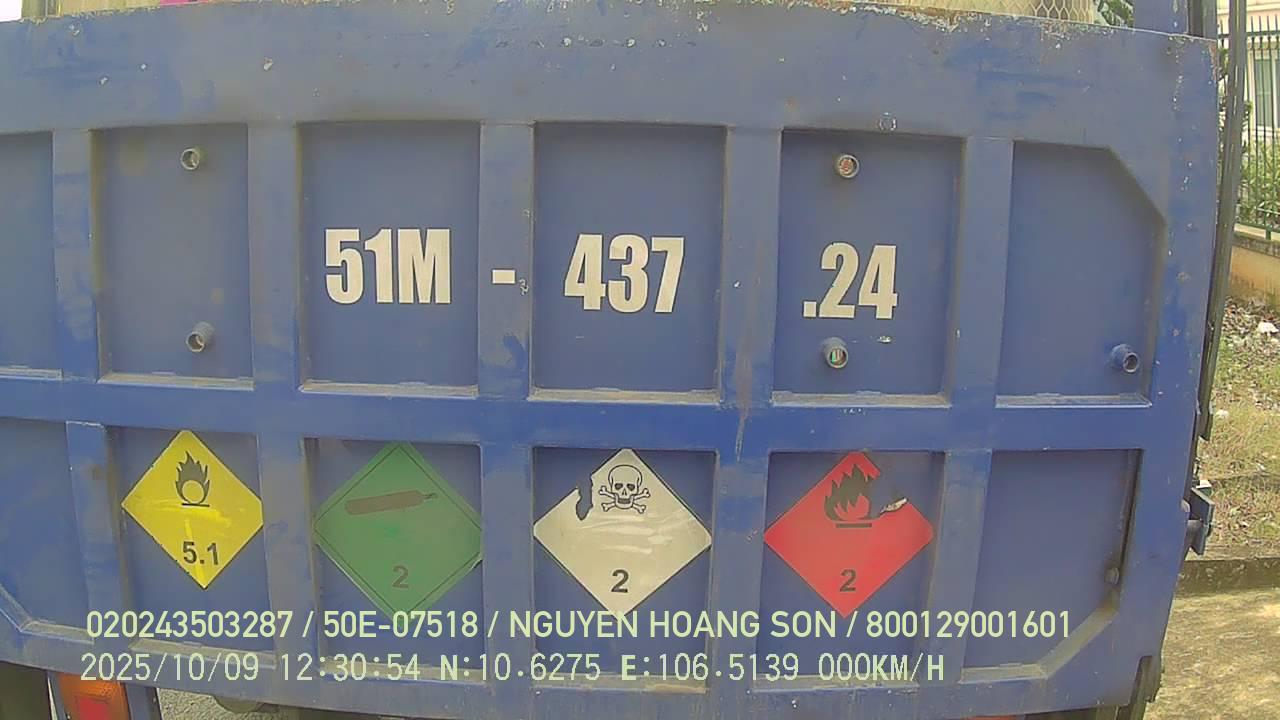 51M - 437 .24
5.1
2
2
2
020243503287 / 50E-07518 / NGUYEN HOANG SON / 800129001601
2025/10/09 12:30:54 N:10.6275 E:106.5139 000KM/H